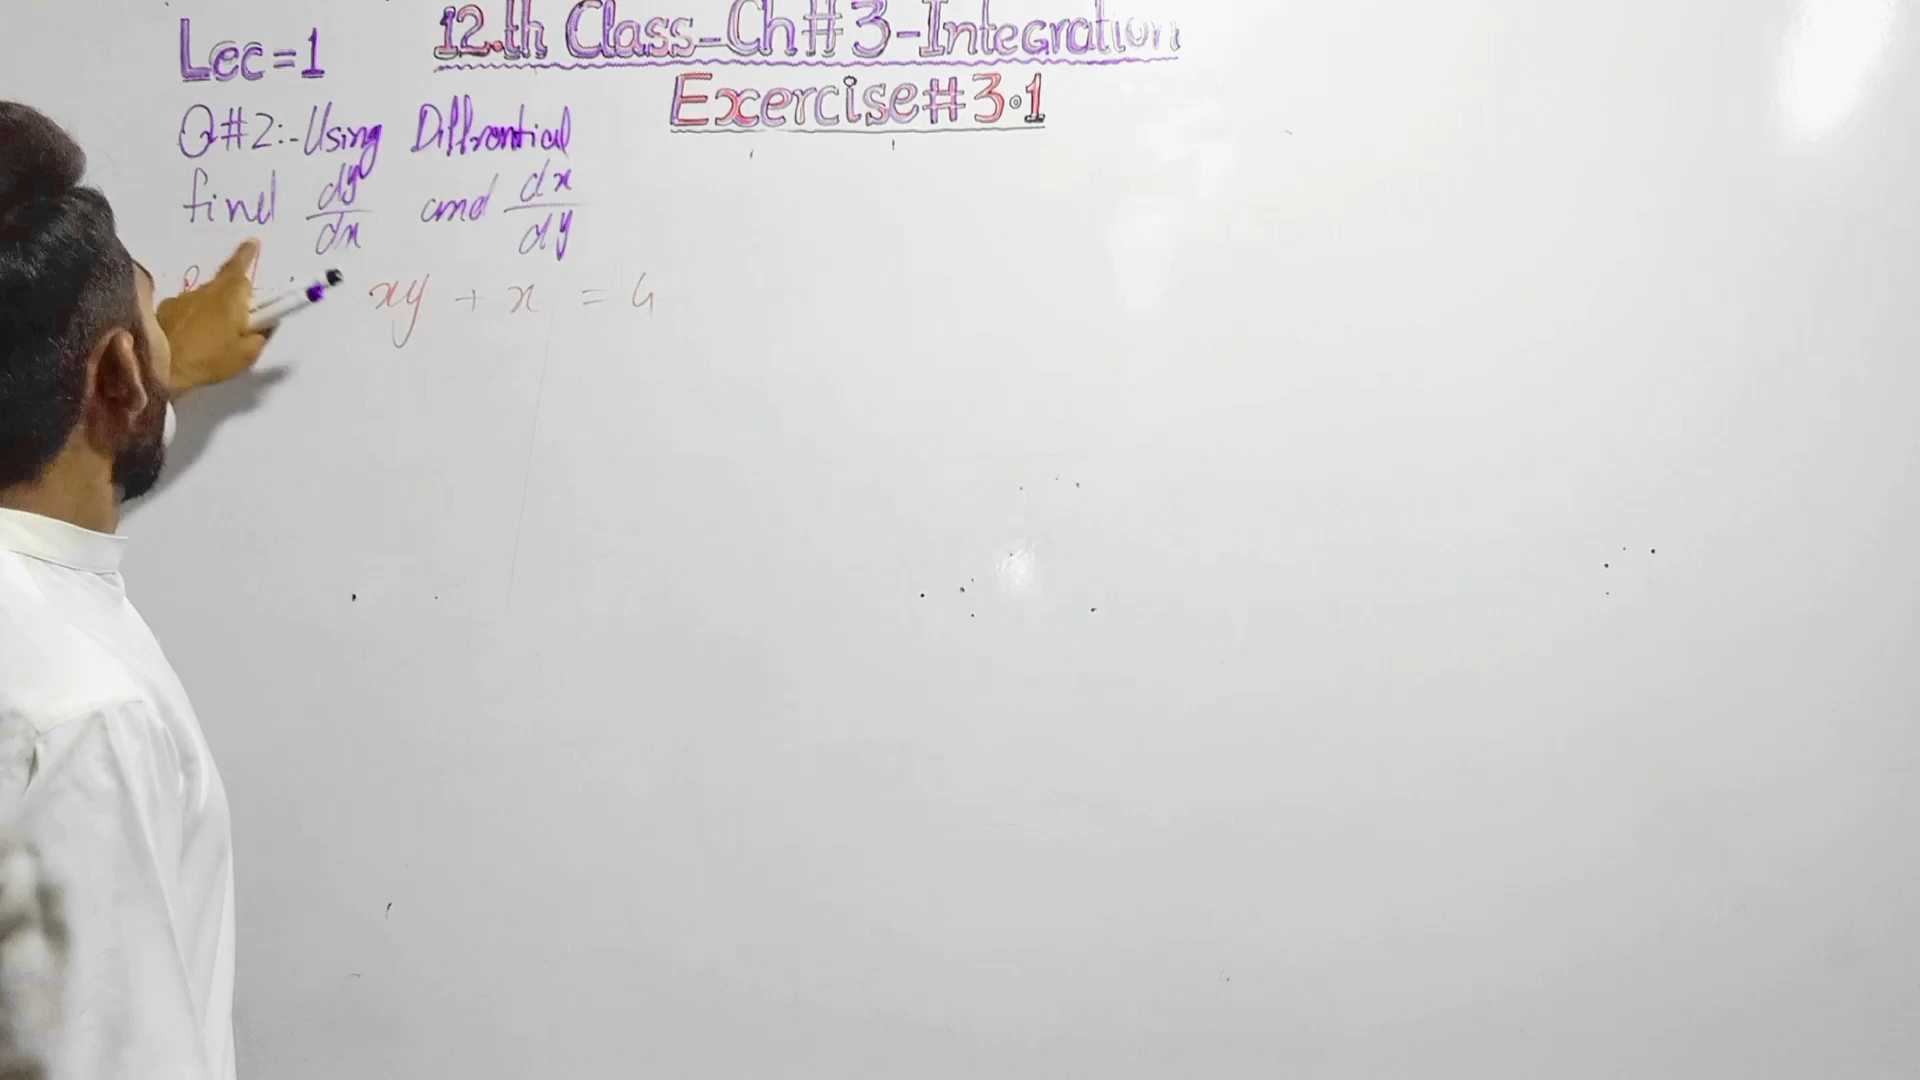 Lec=1
12.th Class-Ch#3-Integration
Exercise#3.1
Q#2:-Using Diffrential
find dy/dx and dx/dy
xy + x = 4